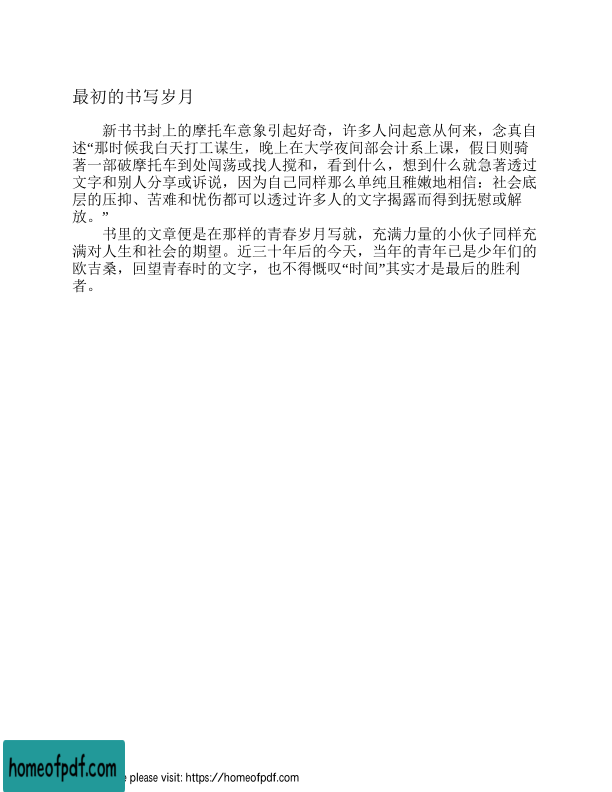 最初的书写岁月
新书书封上的摩托车意象引起好奇，许多人问起意从何来，念真自
述“那时候我白天打工谋生，晚上在大学夜间部会计系上课，假日则骑
著一部破摩托车到处闯荡或找人搅和，看到什么，想到什么就急著透过
文字和别人分享或诉说，因为自己同样那么单纯且稚嫩地相信：社会底
层的压抑、苦难和忧伤都可以透过许多人的文字揭露而得到抚慰或解
放。”
书里的文章便是在那样的青春岁月写就，充满力量的小伙子同样充
满对人生和社会的期望。近三十年后的今天，当年的青年已是少年们的
欧吉桑，回望青春时的文字，也不得慨叹“时间”其实才是最后的胜利
者。
homeofpdf.com
e please visit: https://homeofpdf.com